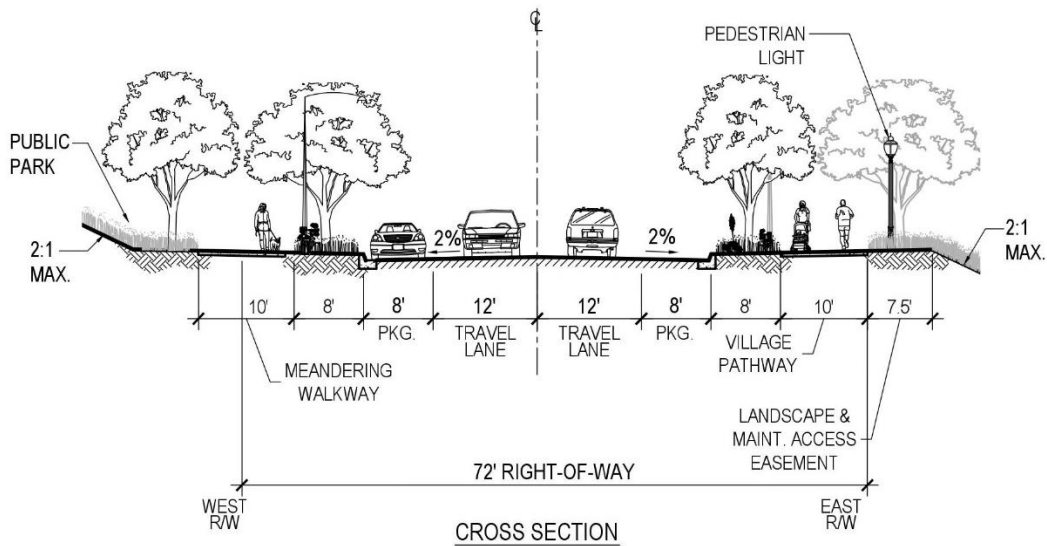 ℄
PEDESTRIAN
LIGHT
PUBLIC
PARK
2:1
MAX.
2%
2%
2:1
MAX.
10'
8'
8'
PKG.
12'
TRAVEL
LANE
12'
TRAVEL
LANE
8'
PKG.
8'
10'
7.5'
MEANDERING
WALKWAY
VILLAGE
PATHWAY
LANDSCAPE &
MAINT. ACCESS
EASEMENT
72' RIGHT-OF-WAY
WEST
R/W
EAST
R/W
CROSS SECTION